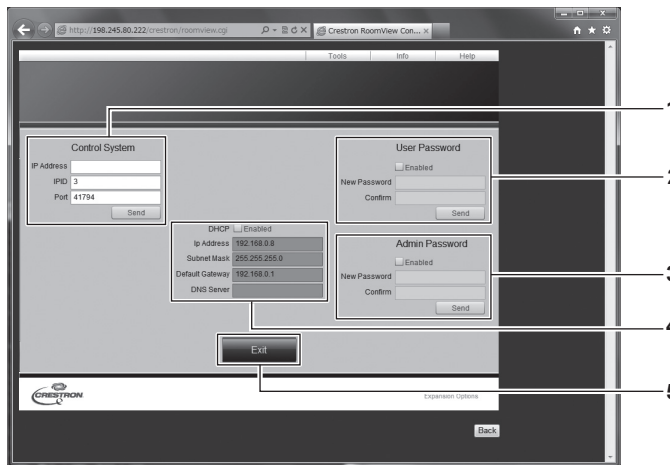 http://198.245.80.222/crestron/roomview.cgi
Crestron RoomView Con... ×
Tools Info Help
1
Control System
IP Address
IPID 3
Port 41794
Send
User Password
Enabled
New Password
Confirm
Send
2
DHCP Enabled
Ip Address 192.168.0.8
Subnet Mask 255.255.255.0
Default Gateway 192.168.0.1
DNS Server
Admin Password
Enabled
New Password
Confirm
Send
3
4
Exit
5
CRESTRON
Expansion Options
Back